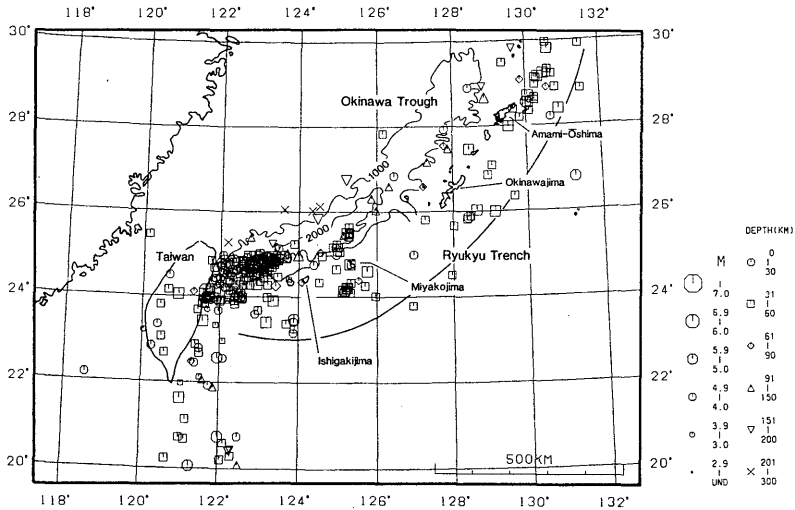 118° 120° 122° 124° 126° 128° 130° 132°
30° 30°
Okinawa Trough
28° 28°
Amami-Ōshima
1000
Okinawajima
26° 26°
2000
Taiwan
Ryukyu Trench
24° 24°
Miyakojima
Ishigakijima
22° 22°
20° 20°
500KM
118° 120° 122° 124° 126° 128° 130° 132°
DEPTH(KM)
M
7.0
6.9
6.0
5.9
5.0
4.9
4.0
3.9
3.0
2.9
UND
0
30
31
60
61
90
91
150
151
200
201
300